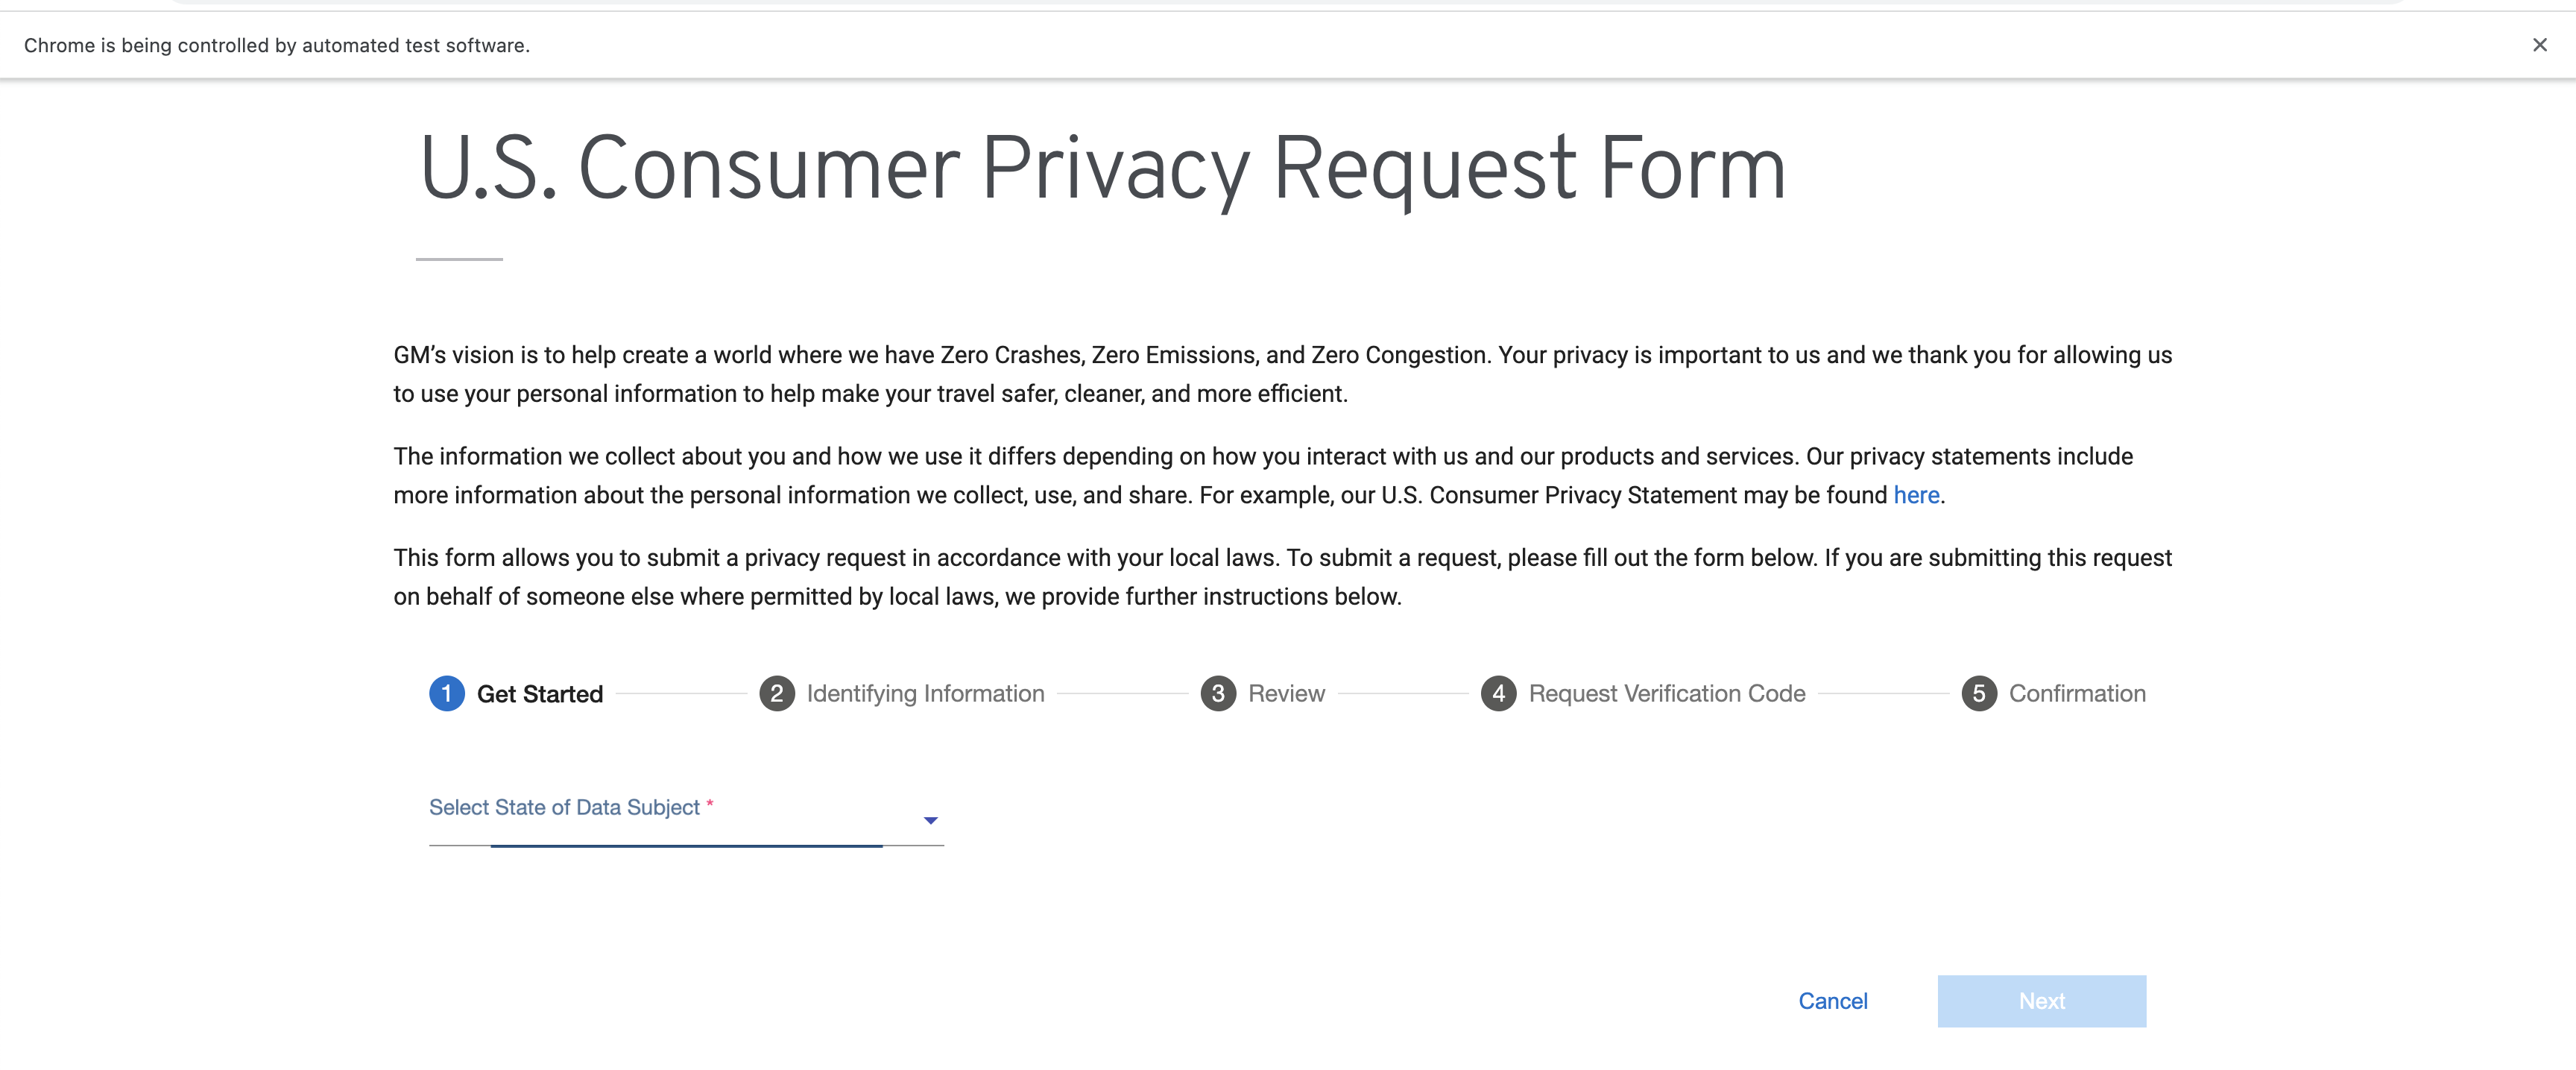 Chrome is being controlled by automated test software.
U.S. Consumer Privacy Request Form
GM’s vision is to help create a world where we have Zero Crashes, Zero Emissions, and Zero Congestion. Your privacy is important to us and we thank you for allowing us
to use your personal information to help make your travel safer, cleaner, and more efficient.
The information we collect about you and how we use it differs depending on how you interact with us and our products and services. Our privacy statements include
more information about the personal information we collect, use, and share. For example, our U.S. Consumer Privacy Statement may be found here.
This form allows you to submit a privacy request in accordance with your local laws. To submit a request, please fill out the form below. If you are submitting this request
on behalf of someone else where permitted by local laws, we provide further instructions below.
1 Get Started 2 Identifying Information 3 Review 4 Request Verification Code 5 Confirmation
Select State of Data Subject *
Cancel Next